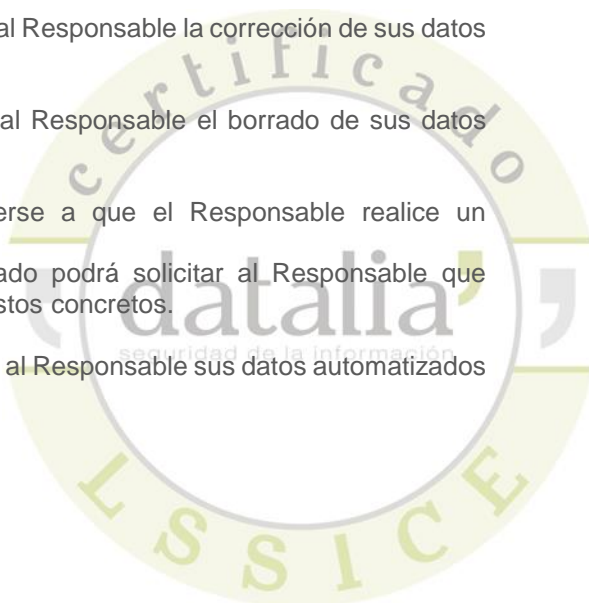 al Responsable la corrección de sus datos
certificado
al Responsable el borrado de sus datos
erse a que el Responsable realice un
ado podrá solicitar al Responsable que
stos concretos.
datalia
seguridad de la información
al Responsable sus datos automatizados
LSSICE